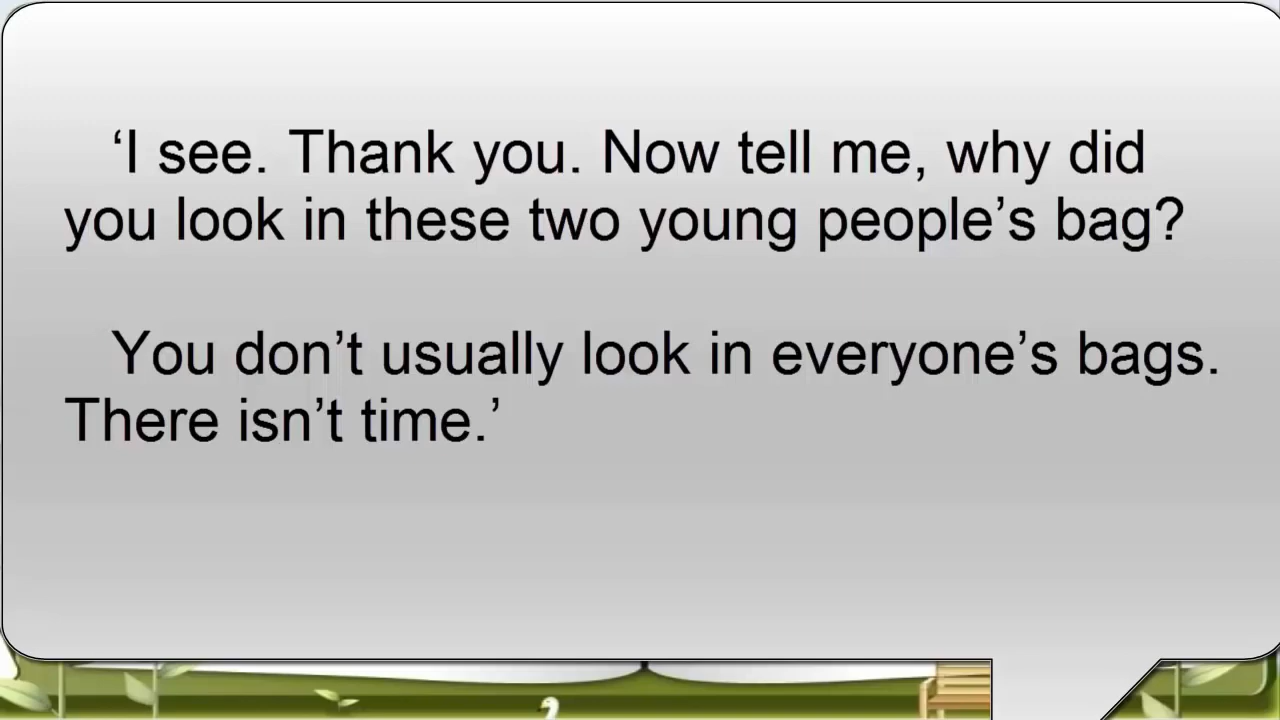 ‘I see. Thank you. Now tell me, why did
you look in these two young people’s bag?
You don’t usually look in everyone’s bags.
There isn’t time.’